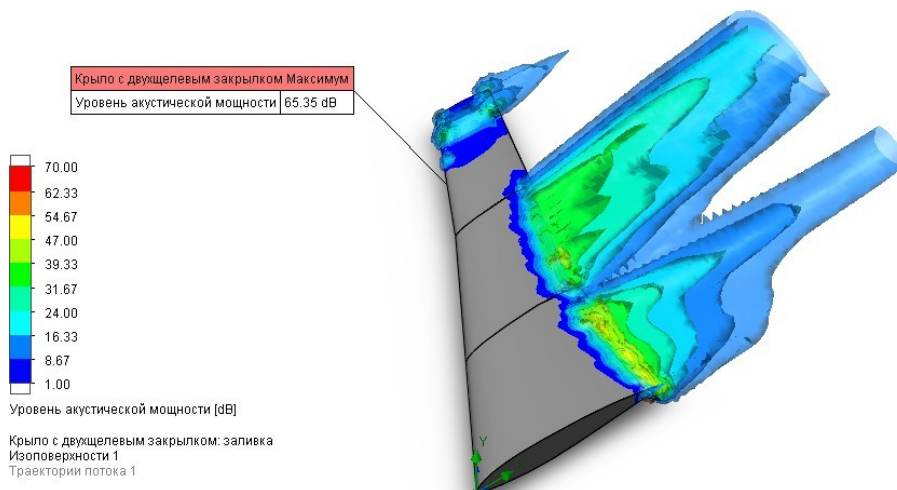 Крыло с двухщелевым закрылком Максимум
Уровень акустической мощности 65.35 dB
70.00
62.33
54.67
47.00
39.33
31.67
24.00
16.33
8.67
1.00
Уровень акустической мощности [dB]
Крыло с двухщелевым закрылком: заливка
Изоповерхности 1
Траектории потока 1
Y